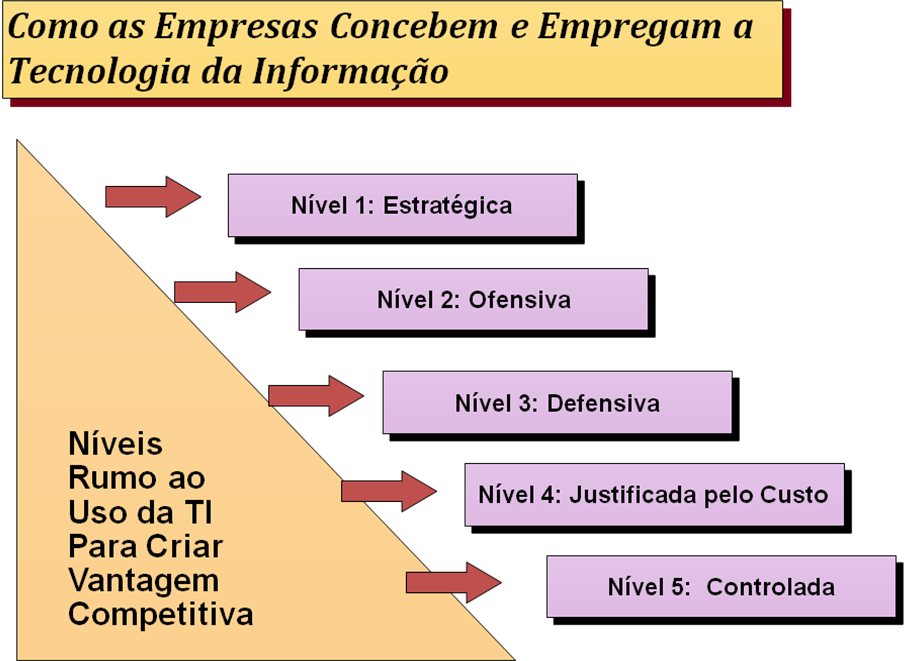 Como as Empresas Concebem e Empregam a
Tecnologia da Informação
Nível 1: Estratégica
Nível 2: Ofensiva
Nível 3: Defensiva
Nível 4: Justificada pelo Custo
Nível 5: Controlada
Níveis
Rumo ao
Uso da TI
Para Criar
Vantagem
Competitiva